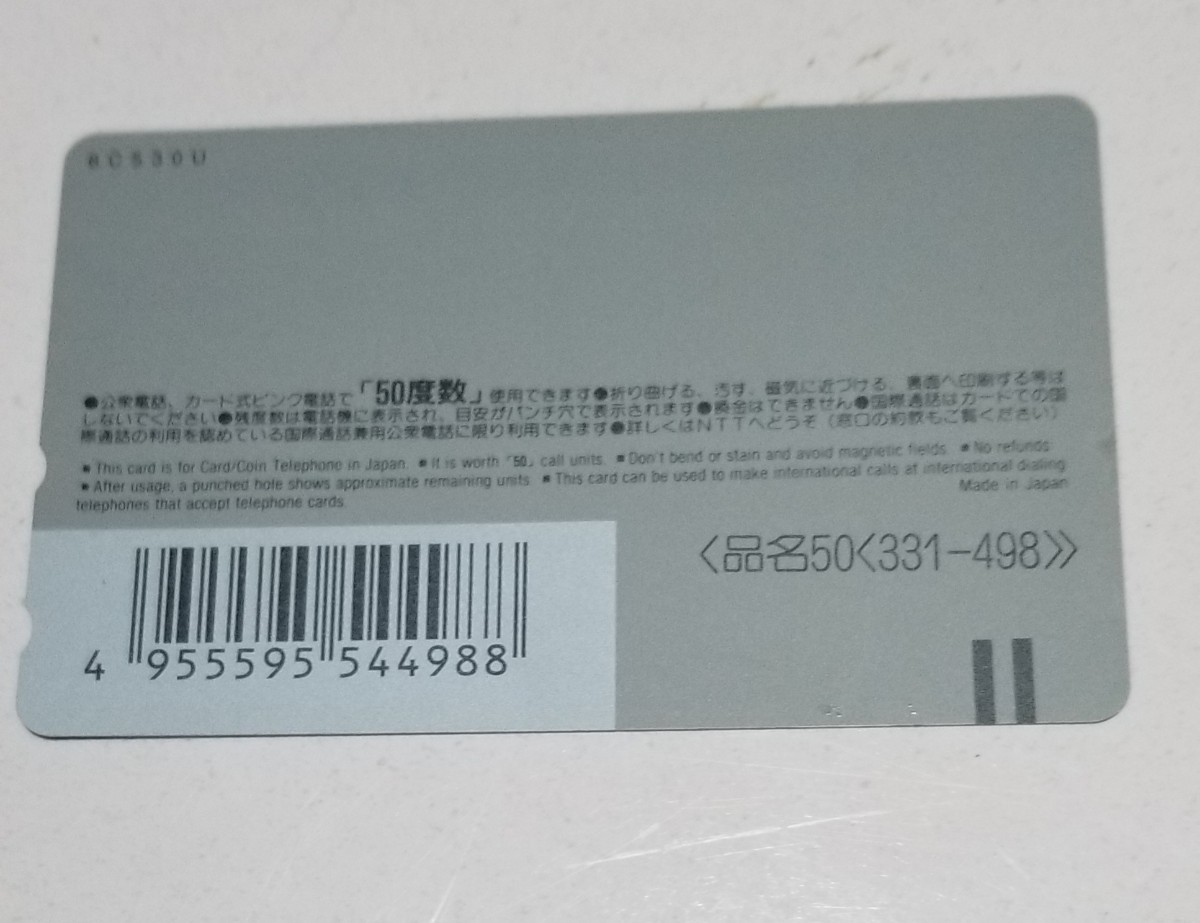 8CS30U
●公衆電話、カード式ピンク電話で「50度数」使用できます●折り曲げる、汚す、磁気に近づける、裏面へ印刷する等は
しないでください●残度数は電話機に表示され、目安がパンチ穴で表示されます●換金はできません●国際通話はカードでの国
際通話の利用を認めている国際通話兼用公衆電話に限り利用できます●詳しくはNTTへどうぞ（窓口の約款もご覧ください）
■This card is for Card/Coin Telephone in Japan. ■It is worth「50」call units. ■Don't bend or stain and avoid magnetic fields. ■No refunds.
■After usage, a punched hole shows approximate remaining units. ■This card can be used to make international calls at international dialing
telephones that accept telephone cards.
Made in Japan
〈品名50〈331-498〉〉
4 955595 544988